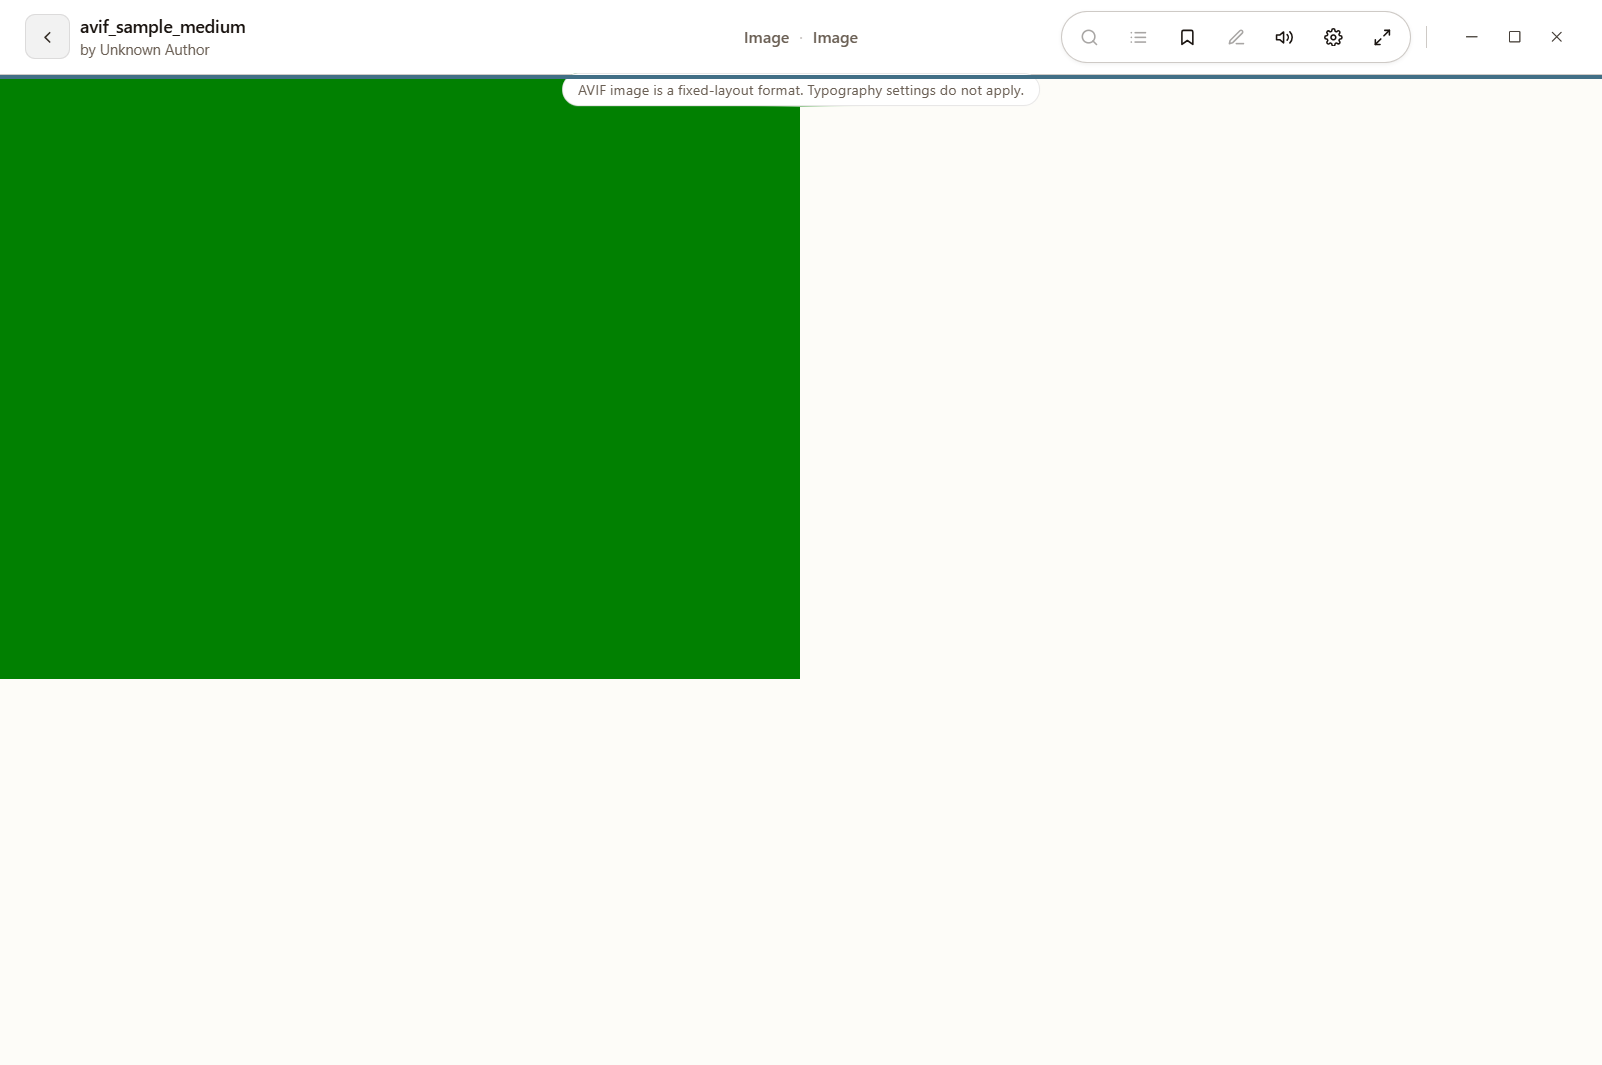 avif_sample_medium
by Unknown Author
Image · Image
AVIF image is a fixed-layout format. Typography settings do not apply.